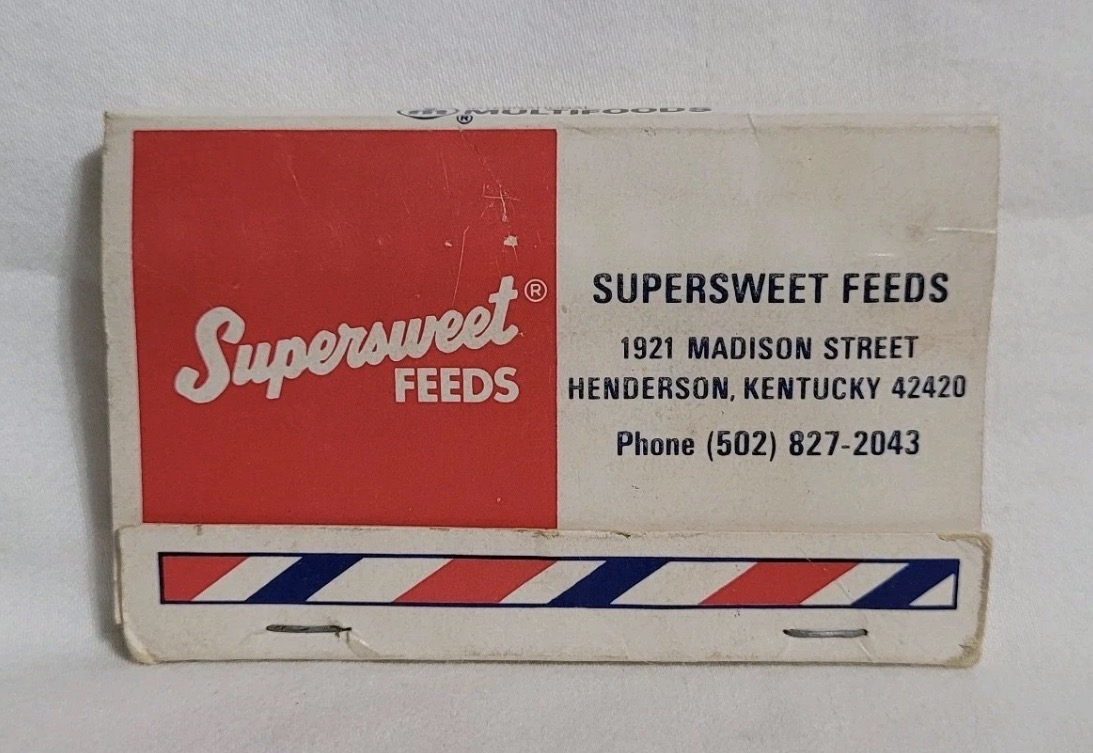 ® MULTIFOODS
Supersweet®
FEEDS
SUPERSWEET FEEDS
1921 MADISON STREET
HENDERSON, KENTUCKY 42420
Phone (502) 827-2043